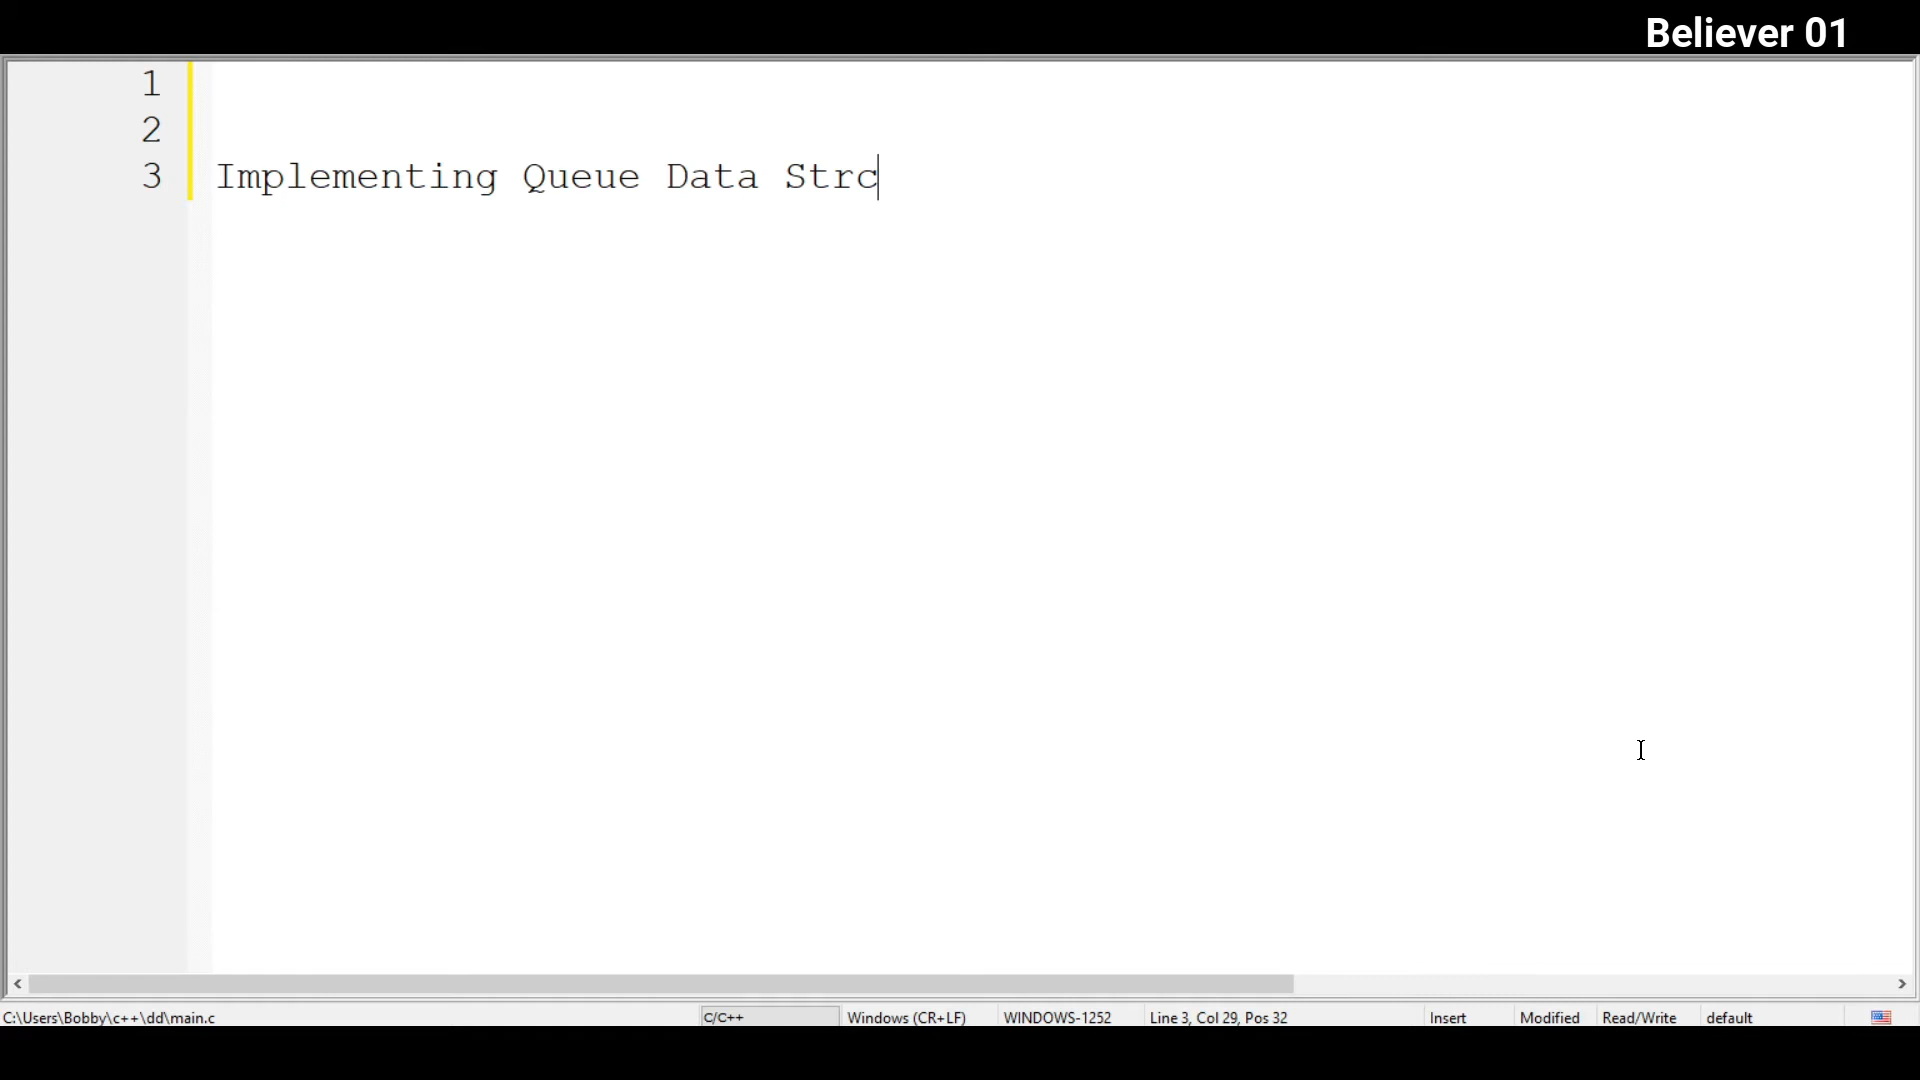 Believer 01
1
2
3 Implementing Queue Data Strc
C:\Users\Bobby\c++\dd\main.c C/C++ Windows (CR+LF) WINDOWS-1252 Line 3, Col 29, Pos 32 Insert Modified Read/Write default